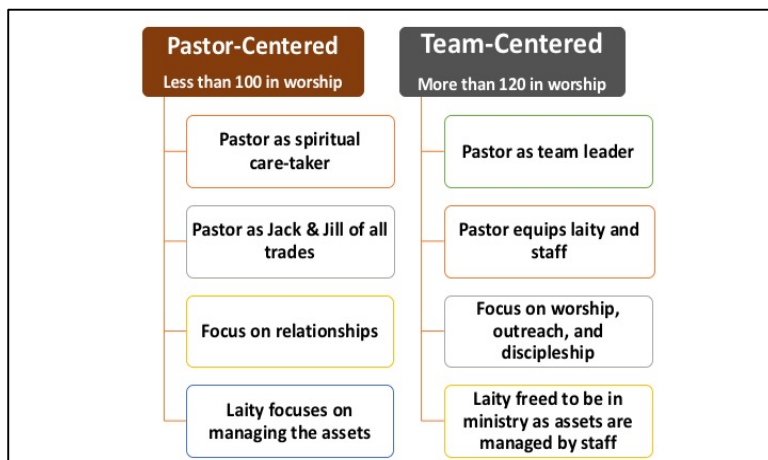 Pastor-Centered
Less than 100 in worship
Pastor as spiritual
care-taker
Pastor as Jack & Jill of all
trades
Focus on relationships
Laity focuses on
managing the assets
Team-Centered
More than 120 in worship
Pastor as team leader
Pastor equips laity and
staff
Focus on worship,
outreach, and
discipleship
Laity freed to be in
ministry as assets are
managed by staff